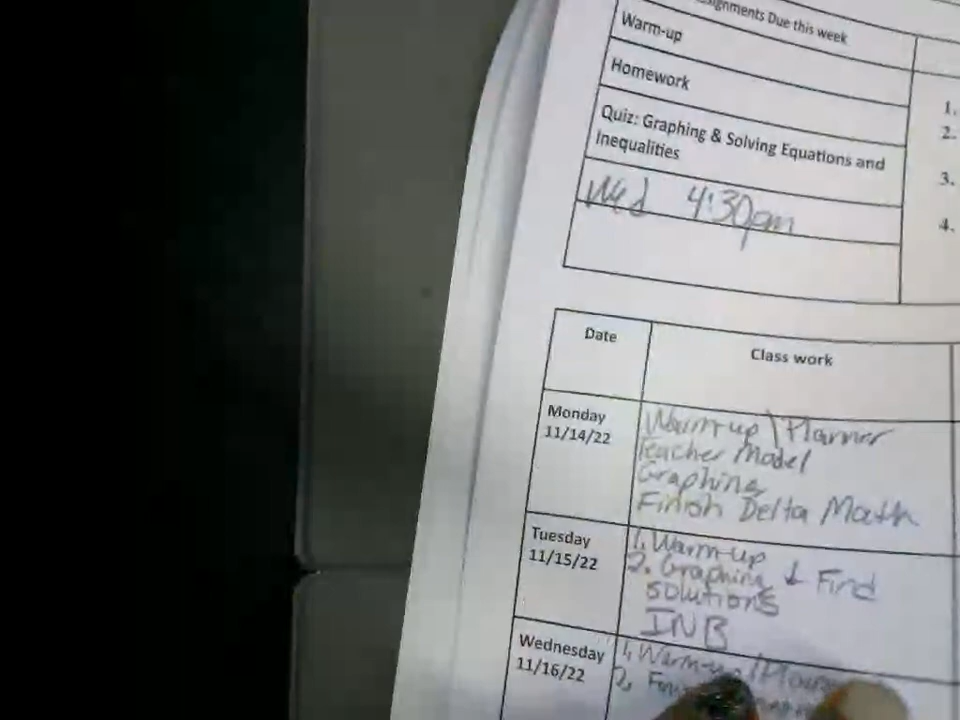 signments Due this week
Warm-up
Homework
1.
2.
Quiz: Graphing & Solving Equations and
Inequalities
3.
4.
Wed 4:30pm
Date
Class work
Monday
11/14/22
Warm-up \ Planner
Teacher Model
Graphing
Finish Delta Math
Tuesday
11/15/22
1. Warm-up
2. Graphing ↓ Find
solutions
INB
Wednesday
11/16/22
1. Warm-up /
2.